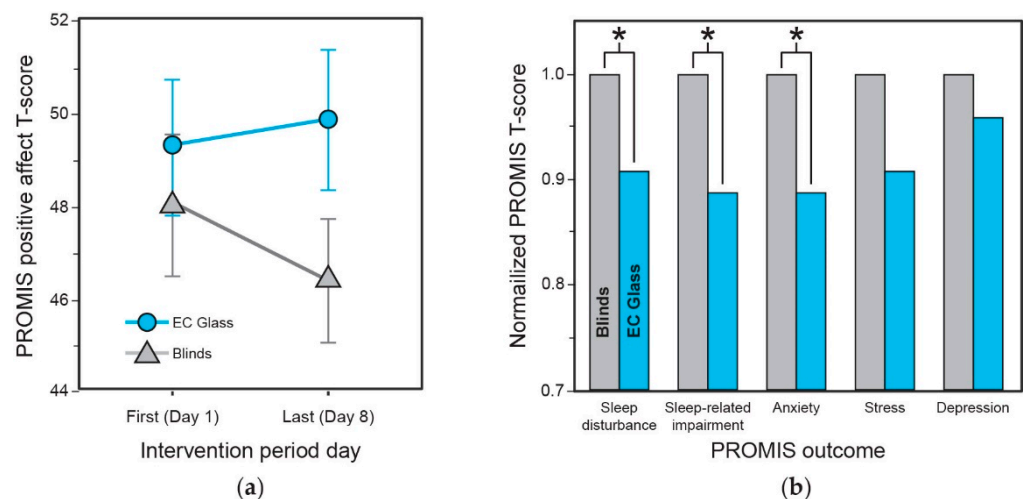 52
50
48
46
44
PROMIS positive affect T-score
EC Glass
Blinds
First (Day 1)
Last (Day 8)
Intervention period day
(a)
1.0
0.9
0.8
0.7
Normailized PROMIS T-score
*
*
*
Blinds
EC Glass
Sleep
disturbance
Sleep-related
impairment
Anxiety
Stress
Depression
PROMIS outcome
(b)